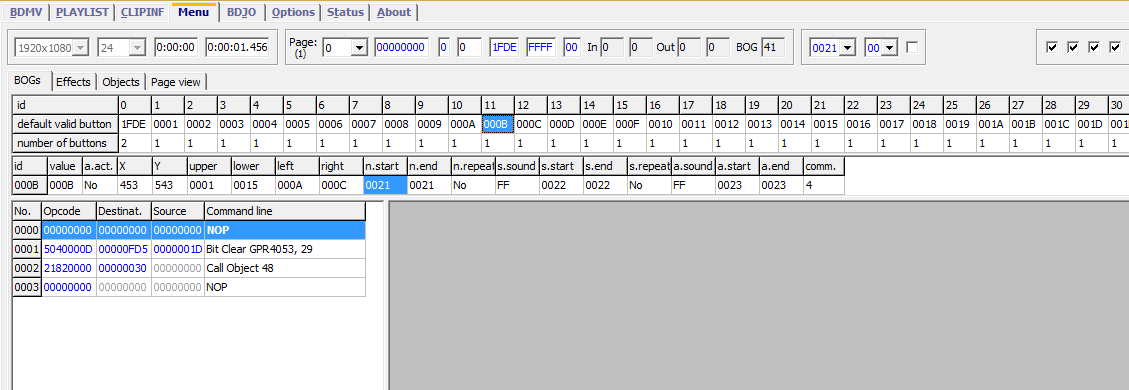 BDMV PLAYLIST CLIPINF Menu BDJO Options Status About
1920x1080 24 0:00:00 0:00:01.456 Page: (1) 0 00000000 0 0 1FDE FFFF 00 In 0 0 Out 0 0 BOG 41 0021 00
BOGs Effects Objects Page view
id 0 1 2 3 4 5 6 7 8 9 10 11 12 13 14 15 16 17 18 19 20 21 22 23 24 25 26 27 28 29 30
default valid button 1FDE 0001 0002 0003 0004 0005 0006 0007 0008 0009 000A 000B 000C 000D 000E 000F 0010 0011 0012 0013 0014 0015 0016 0017 0018 0019 001A 001B 001C 001D 001
number of buttons 2 1 1 1 1 1 1 1 1 1 1 1 1 1 1 1 1 1 1 1 1 1 1 1 1 1 1 1 1 1 1
id value a.act. X Y upper lower left right n.start n.end n.repeat s.sound s.start s.end s.repeat a.sound a.start a.end comm.
000B 000B No 453 543 0001 0015 000A 000C 0021 0021 No FF 0022 0022 No FF 0023 0023 4
No. Opcode Destinat. Source Command line
0000 00000000 00000000 00000000 NOP
0001 5040000D 00000FD5 0000001D Bit Clear GPR4053, 29
0002 21820000 00000030 00000000 Call Object 48
0003 00000000 00000000 00000000 NOP